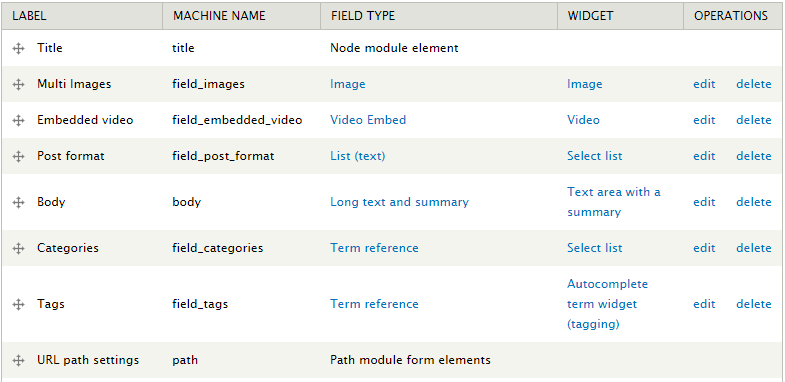 LABEL MACHINE NAME FIELD TYPE WIDGET OPERATIONS
Title title Node module element
Multi Images field_images Image Image edit delete
Embedded video field_embedded_video Video Embed Video edit delete
Post format field_post_format List (text) Select list edit delete
Body body Long text and summary Text area with a summary edit delete
Categories field_categories Term reference Select list edit delete
Tags field_tags Term reference Autocomplete term widget (tagging) edit delete
URL path settings path Path module form elements